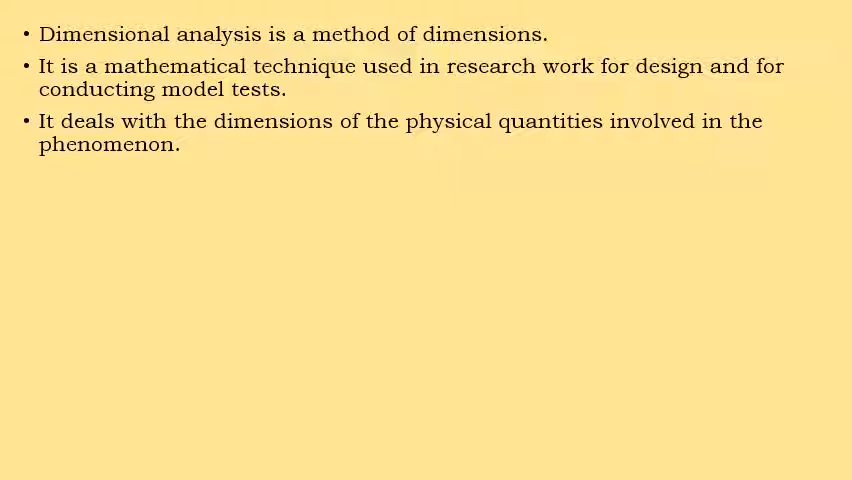 • Dimensional analysis is a method of dimensions.
• It is a mathematical technique used in research work for design and for
conducting model tests.
• It deals with the dimensions of the physical quantities involved in the
phenomenon.